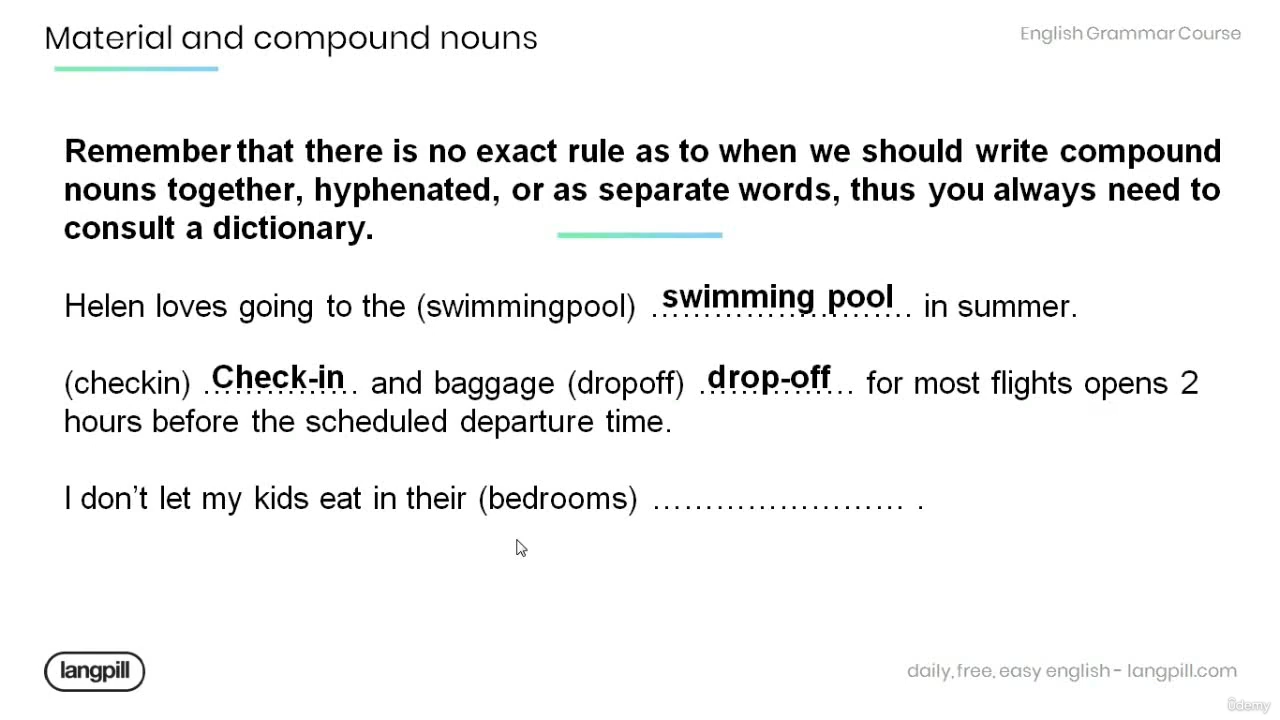 Material and compound nouns
English Grammar Course
Remember that there is no exact rule as to when we should write compound
nouns together, hyphenated, or as separate words, thus you always need to
consult a dictionary.
Helen loves going to the (swimmingpool) swimming pool in summer.
(checkin) Check-in and baggage (dropoff) drop-off for most flights opens 2
hours before the scheduled departure time.
I don't let my kids eat in their (bedrooms) …………………… .
langpill
daily, free, easy english - langpill.com
ûdemy